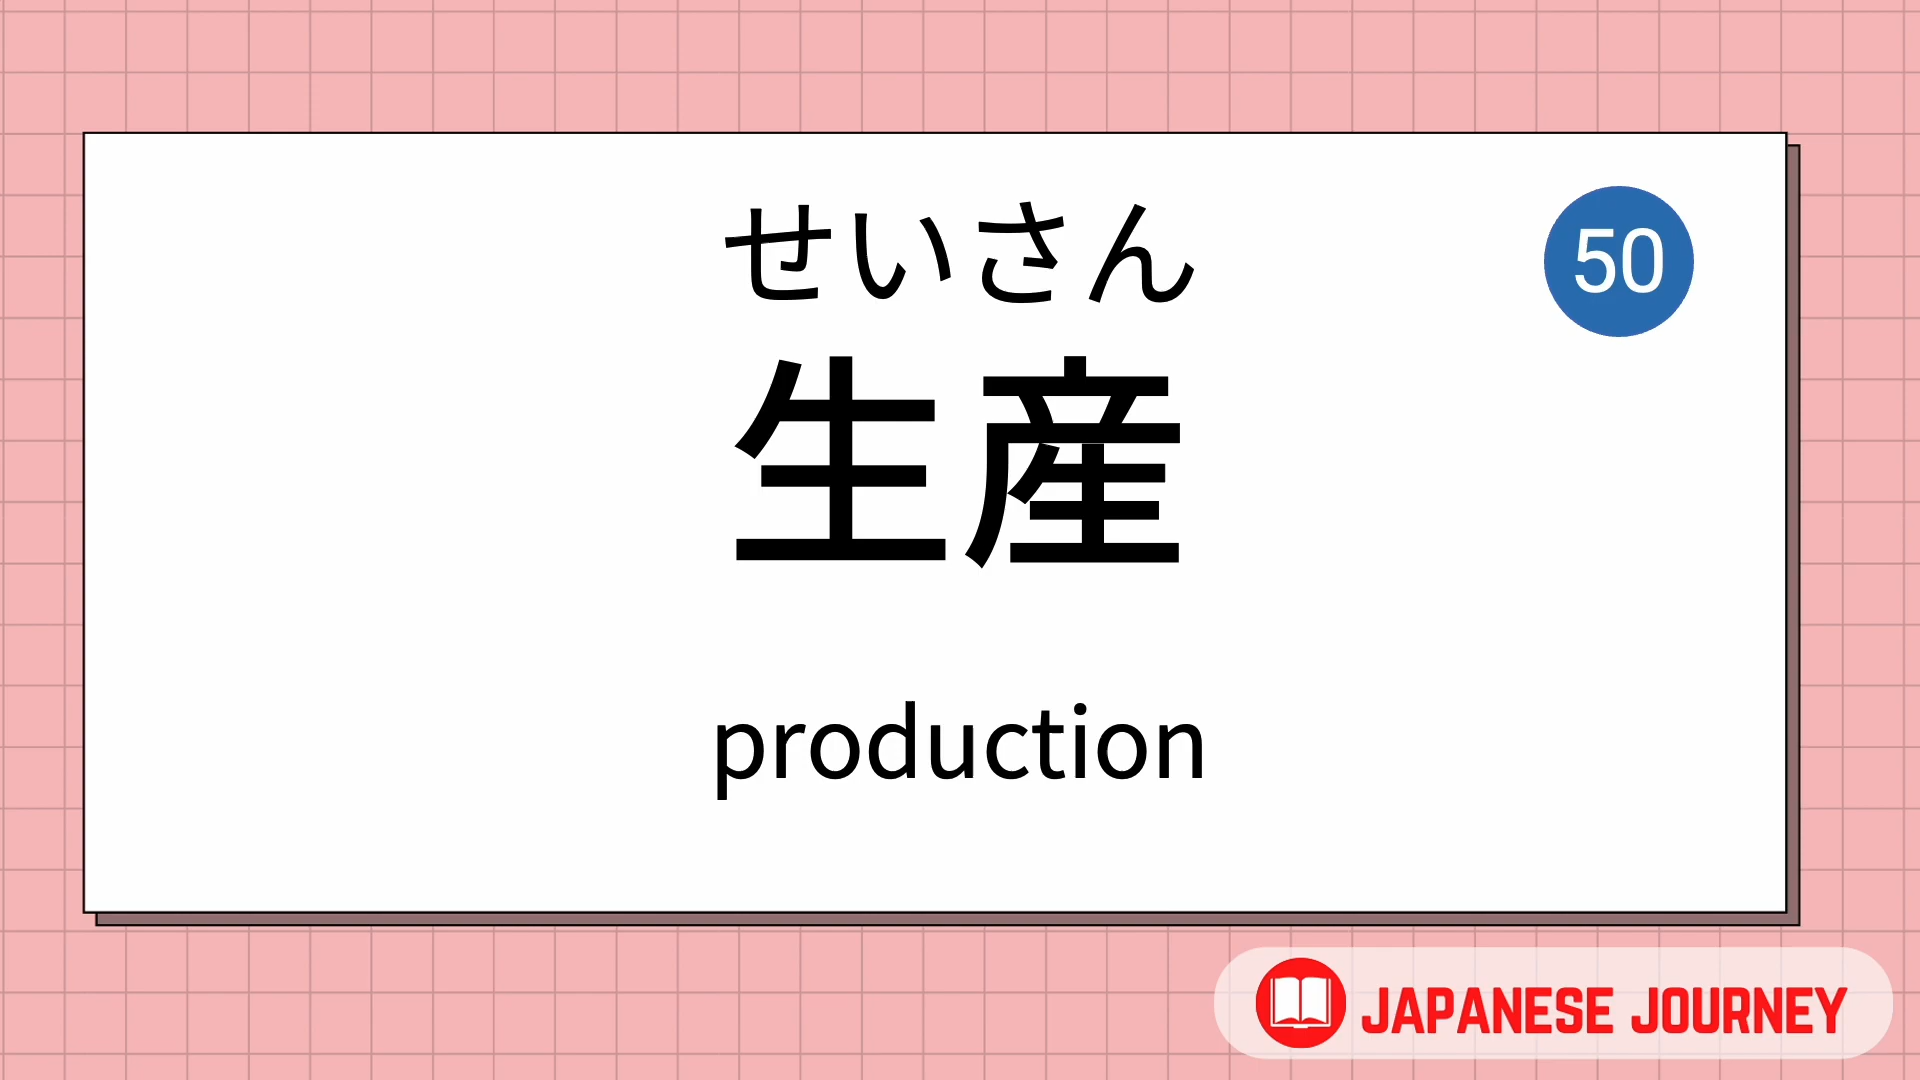 せいさん
50
生産
production
JAPANESE JOURNEY